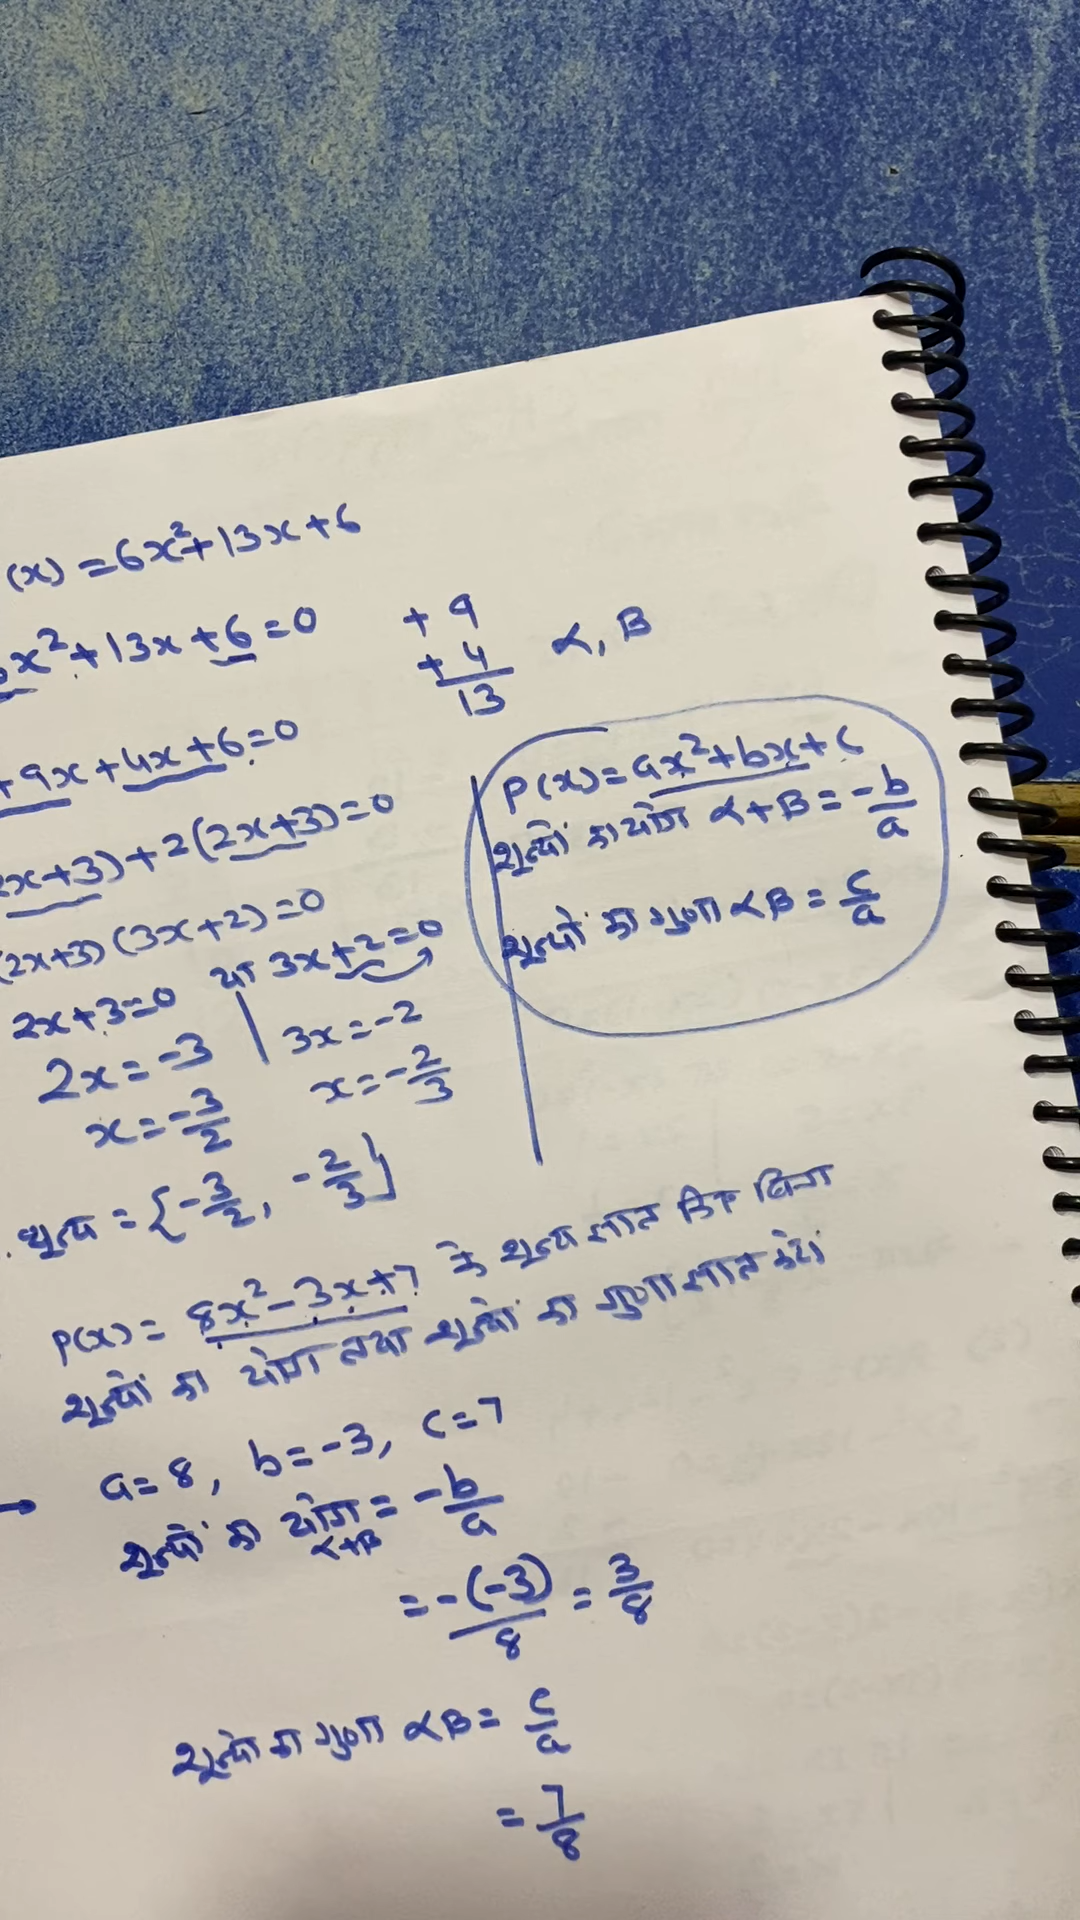 (x) = 6x²+13x+6
x²+13x+6=0
+ 9
+ 4
13
α, β
+9x+4x+6=0
2x+3)+2(2x+3)=0
(2x+3)(3x+2)=0
2x+3=0 या 3x+2=0
2x=-3 | 3x=-2
x=-3/2 x=-2/3
शून्य = {-3/2, -2/3}
P(x)=ax²+bx+c
शून्यों का योग α+β=-b/a
शून्यों का गुणा αβ=c/a
P(x)= 8x²-3x+7 के शून्य ज्ञात किए बिना
शून्यों का योग तथा शून्यों का गुणा ज्ञात करो
→ a=8, b=-3, c=7
शून्यों का योग = -b/a
α+β
= -(-3)/8 = 3/8
शून्यों का गुणा αβ = c/a
= 7/8